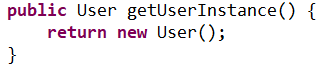 public User getUserInstance() {
    return new User();
}